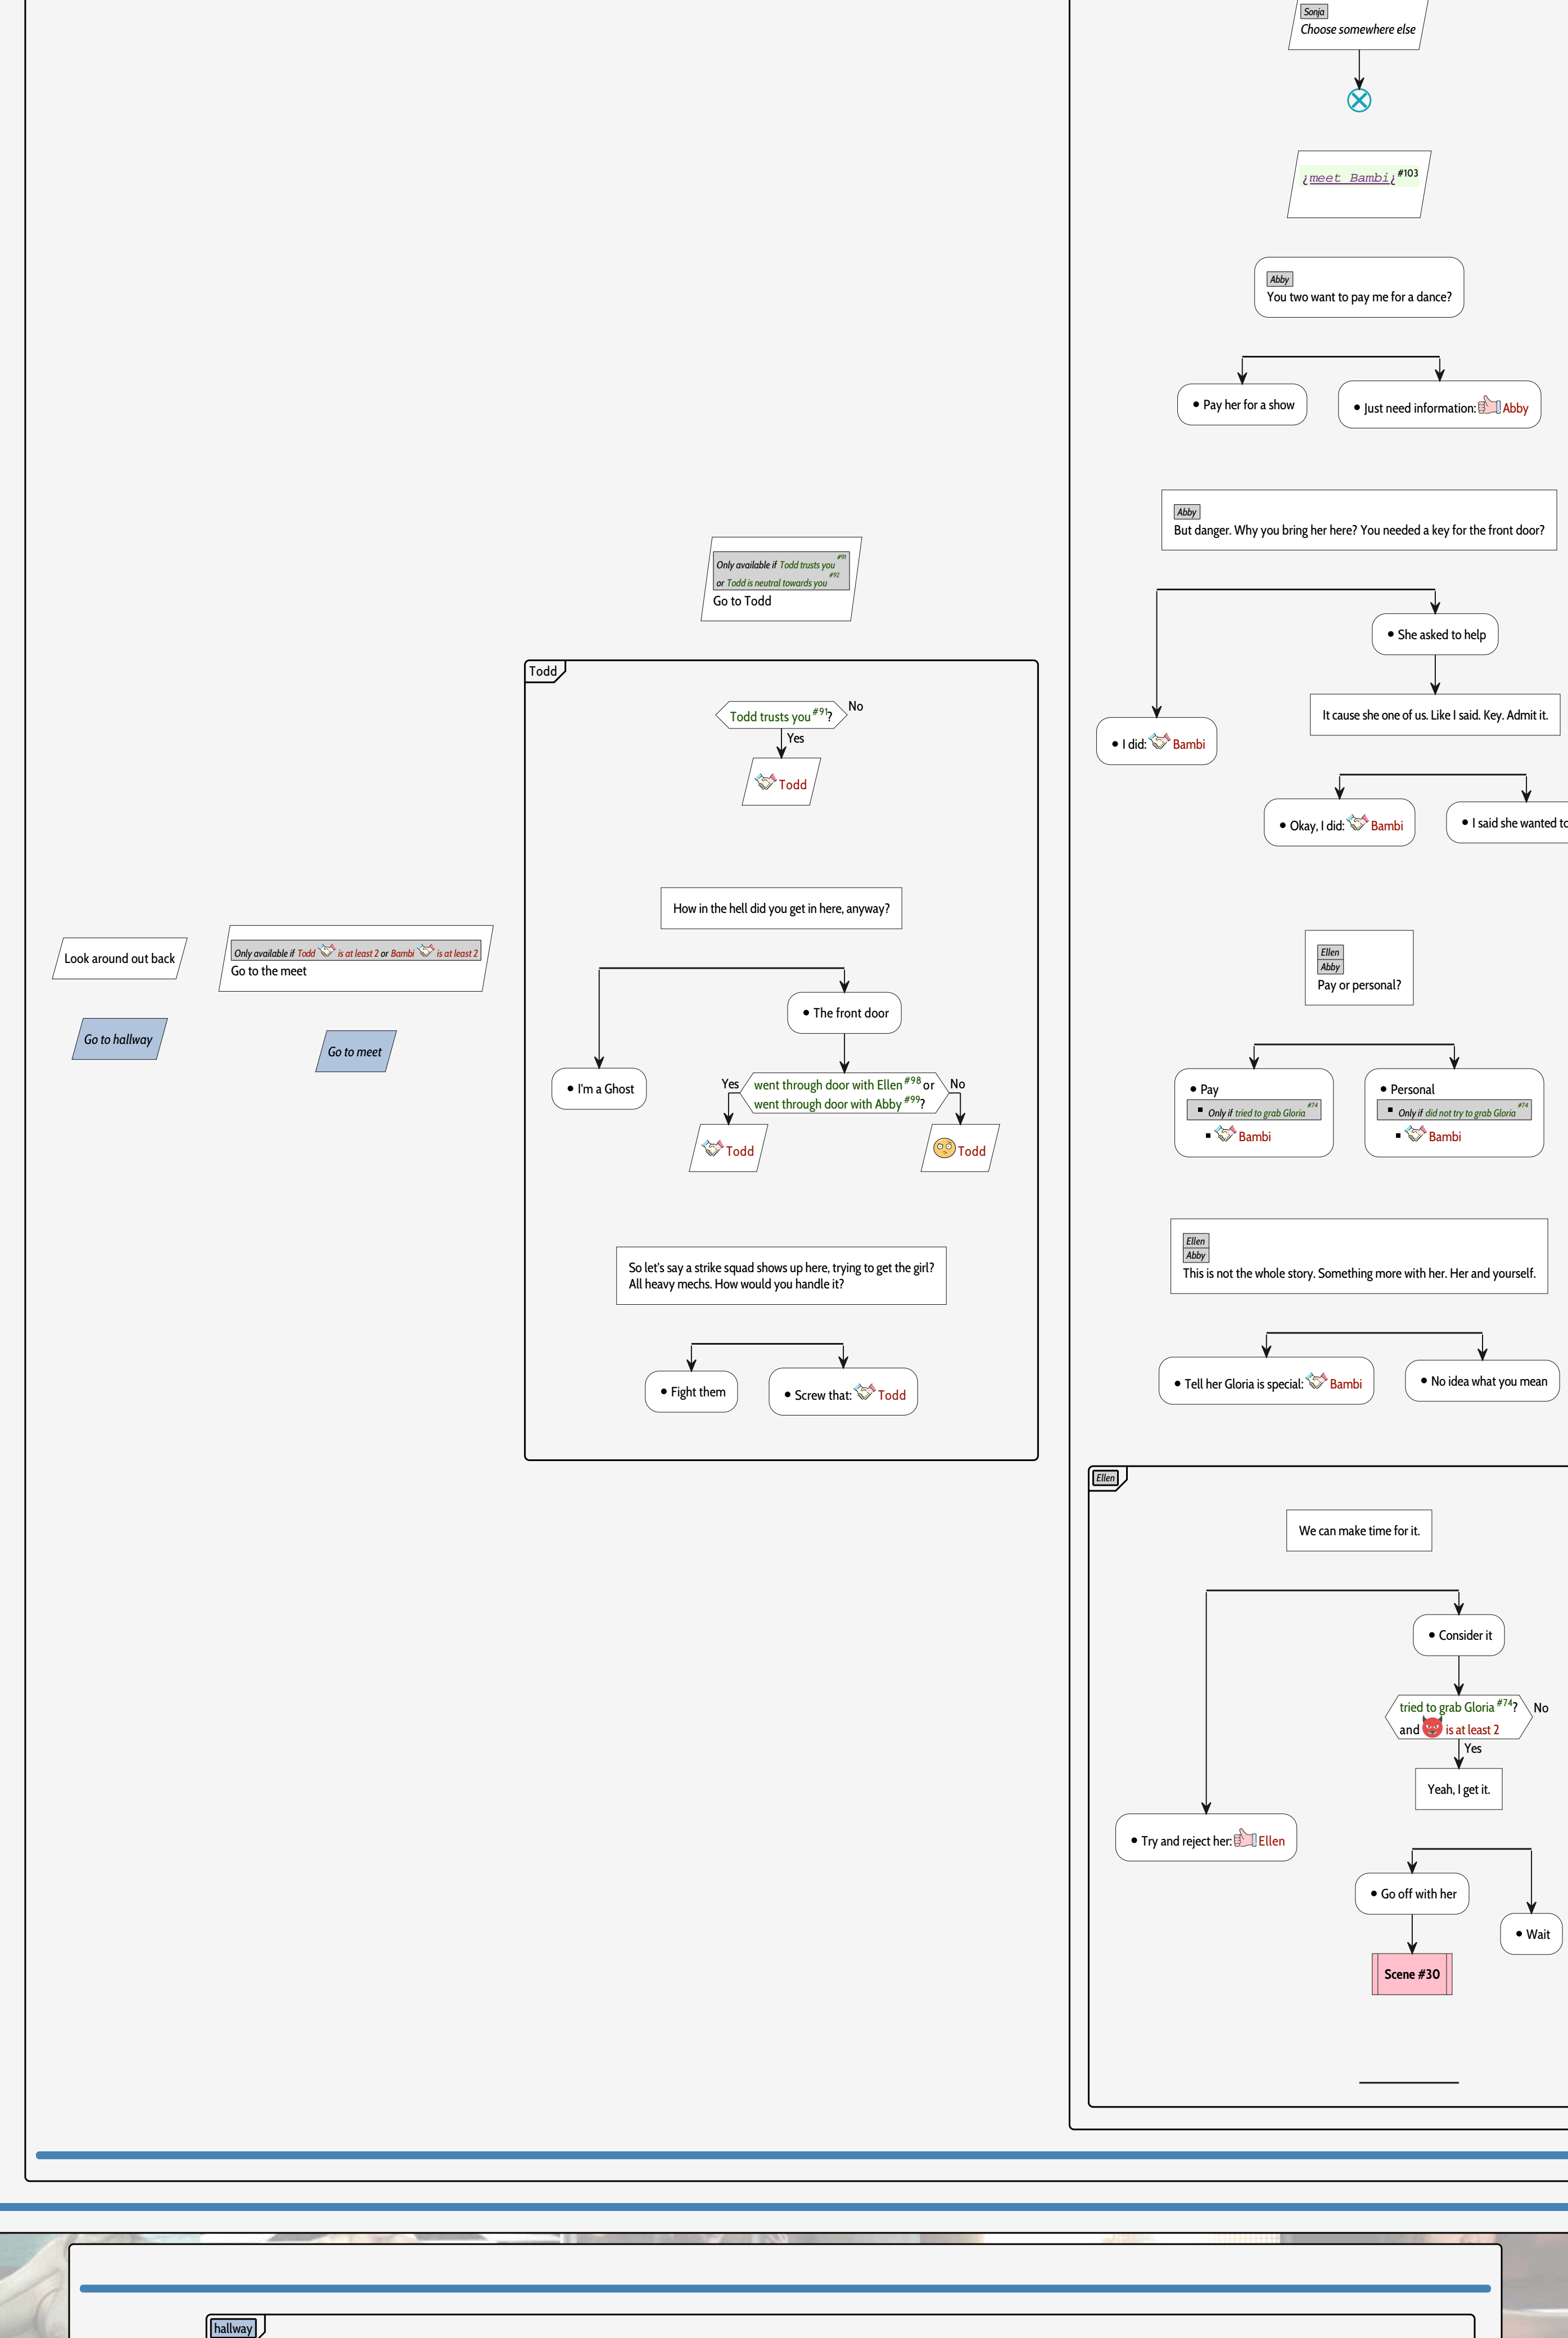 Sonja
Choose somewhere else
¿meet Bambi¿#103
Abby
You two want to pay me for a dance?
• Pay her for a show
• Just need information: Abby
Abby
But danger. Why you bring her here? You needed a key for the front door?
• She asked to help
• I did: Bambi
It cause she one of us. Like I said. Key. Admit it.
• Okay, I did: Bambi
• I said she wanted to
Ellen
Abby
Pay or personal?
• Pay
▪ Only if tried to grab Gloria #74
▪ Bambi
• Personal
▪ Only if did not try to grab Gloria #74
▪ Bambi
Ellen
Abby
This is not the whole story. Something more with her. Her and yourself.
• Tell her Gloria is special: Bambi
• No idea what you mean
Ellen
We can make time for it.
• Consider it
tried to grab Gloria #74?
and is at least 2
No
Yes
Yeah, I get it.
• Try and reject her: Ellen
• Go off with her
• Wait
Scene #30
Only available if Todd trusts you #91
or Todd is neutral towards you #92
Go to Todd
Todd
Todd trusts you #91?
No
Yes
Todd
How in the hell did you get in here, anyway?
• The front door
• I'm a Ghost
Yes
went through door with Ellen #98 or
went through door with Abby #99?
No
Todd
Todd
So let's say a strike squad shows up here, trying to get the girl?
All heavy mechs. How would you handle it?
• Fight them
• Screw that: Todd
Look around out back
Go to hallway
Only available if Todd is at least 2 or Bambi is at least 2
Go to the meet
Go to meet
hallway